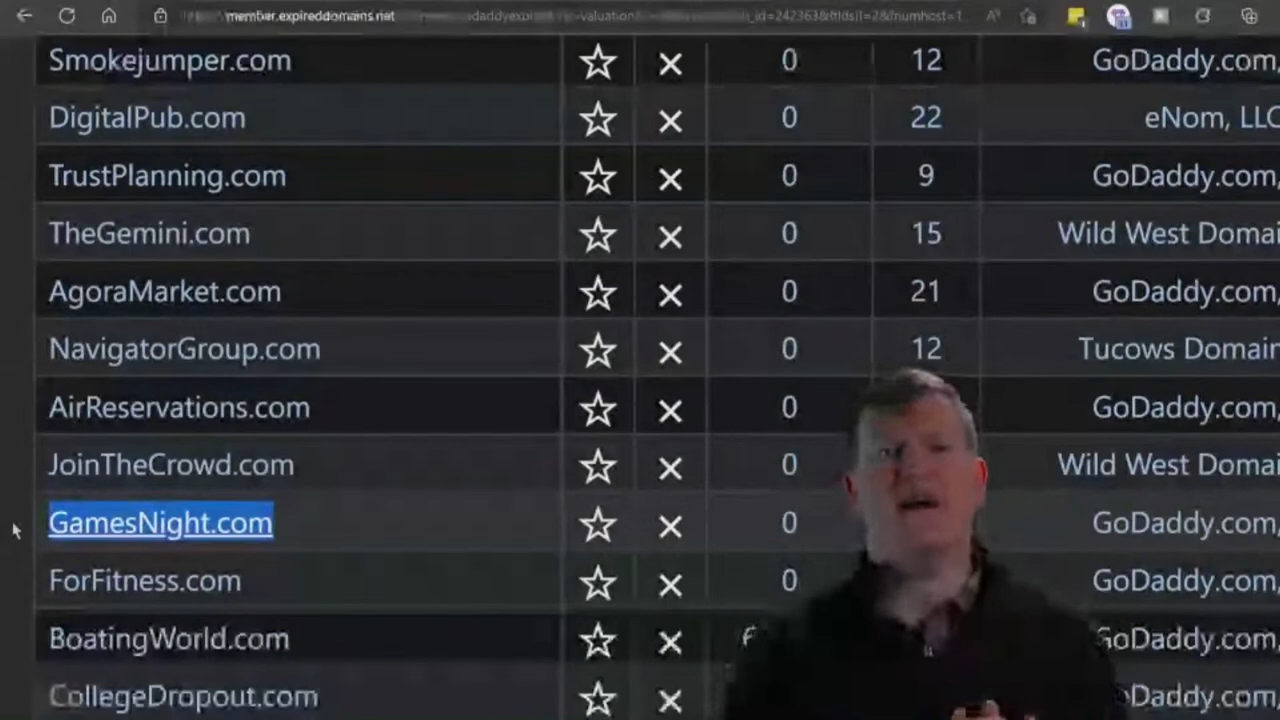 member.expireddomains.net
Smokejumper.com 0 12 GoDaddy.com,
DigitalPub.com 0 22 eNom, LLC
TrustPlanning.com 0 9 GoDaddy.com,
TheGemini.com 0 15 Wild West Domai
AgoraMarket.com 0 21 GoDaddy.com,
NavigatorGroup.com 0 12 Tucows Domain
AirReservations.com 0 GoDaddy.com,
JoinTheCrowd.com 0 Wild West Domai
GamesNight.com 0 GoDaddy.com,
ForFitness.com 0 GoDaddy.com,
BoatingWorld.com GoDaddy.com,
CollegeDropout.com Daddy.com,